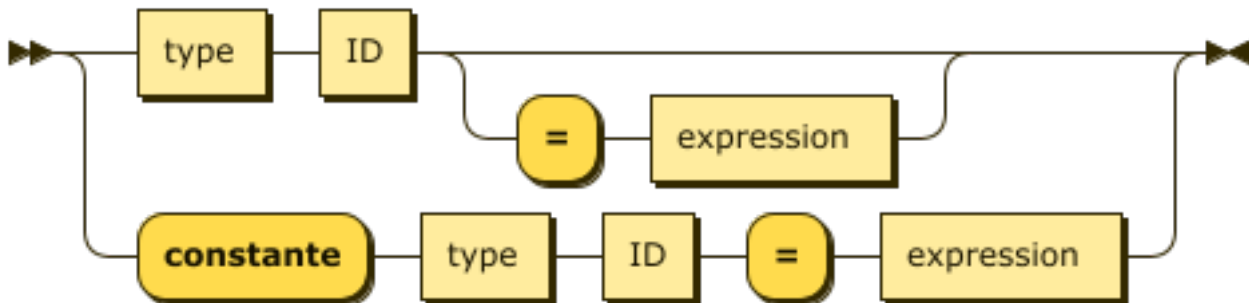 type ID
= expression
constante type ID = expression